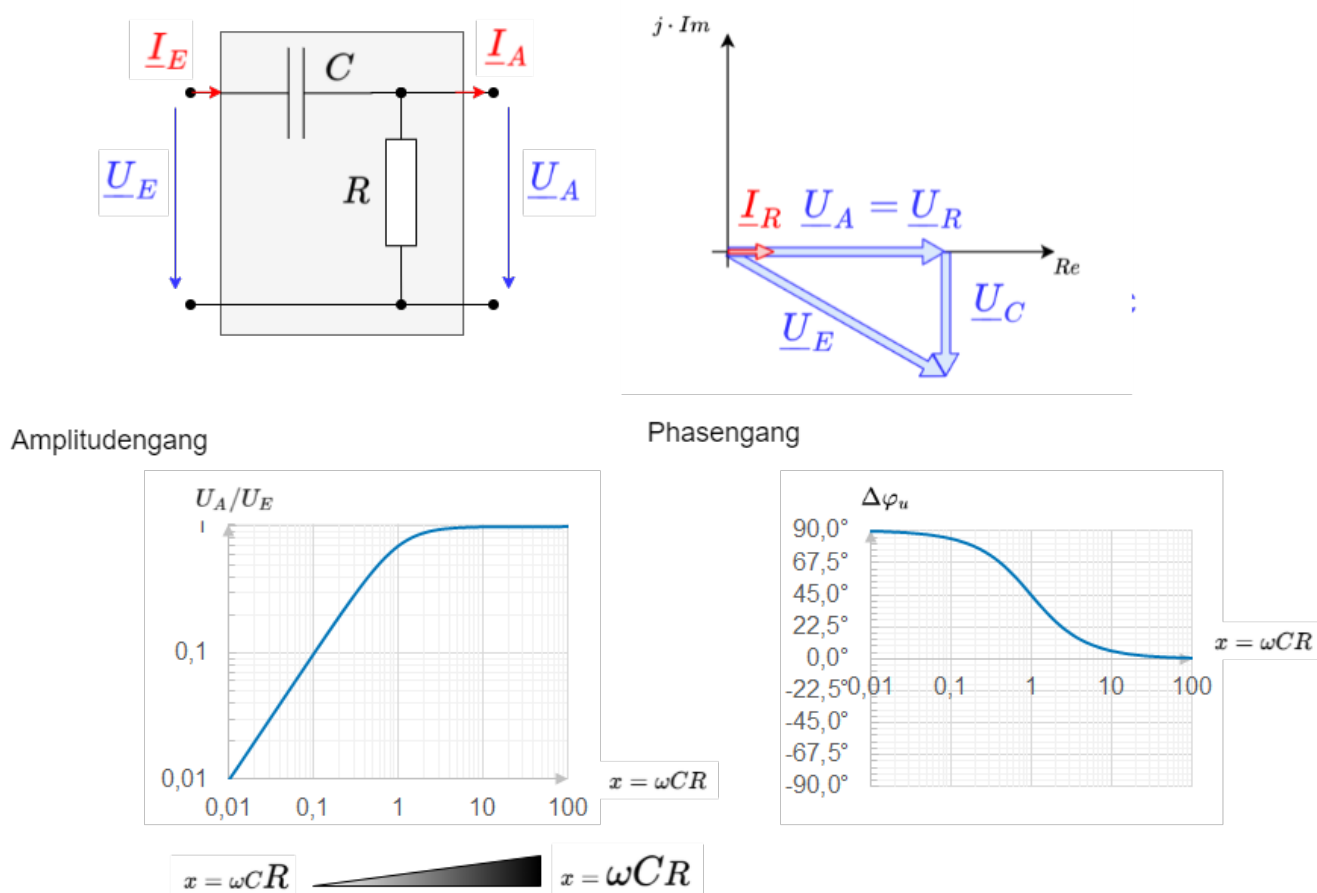 I_E
C
I_A
U_E
R
U_A
j · Im
I_R U_A = U_R
Re
U_C
U_E
Amplitudengang
Phasengang
U_A/U_E
1
0,1
0,01
0,01 0,1 1 10 100
x = ωCR
Δφ_u
90,0°
67,5°
45,0°
22,5°
0,0°
-22,5°
-45,0°
-67,5°
-90,0°
0,01 0,1 1 10 100
x = ωCR
x = ωCR
x = ωCR